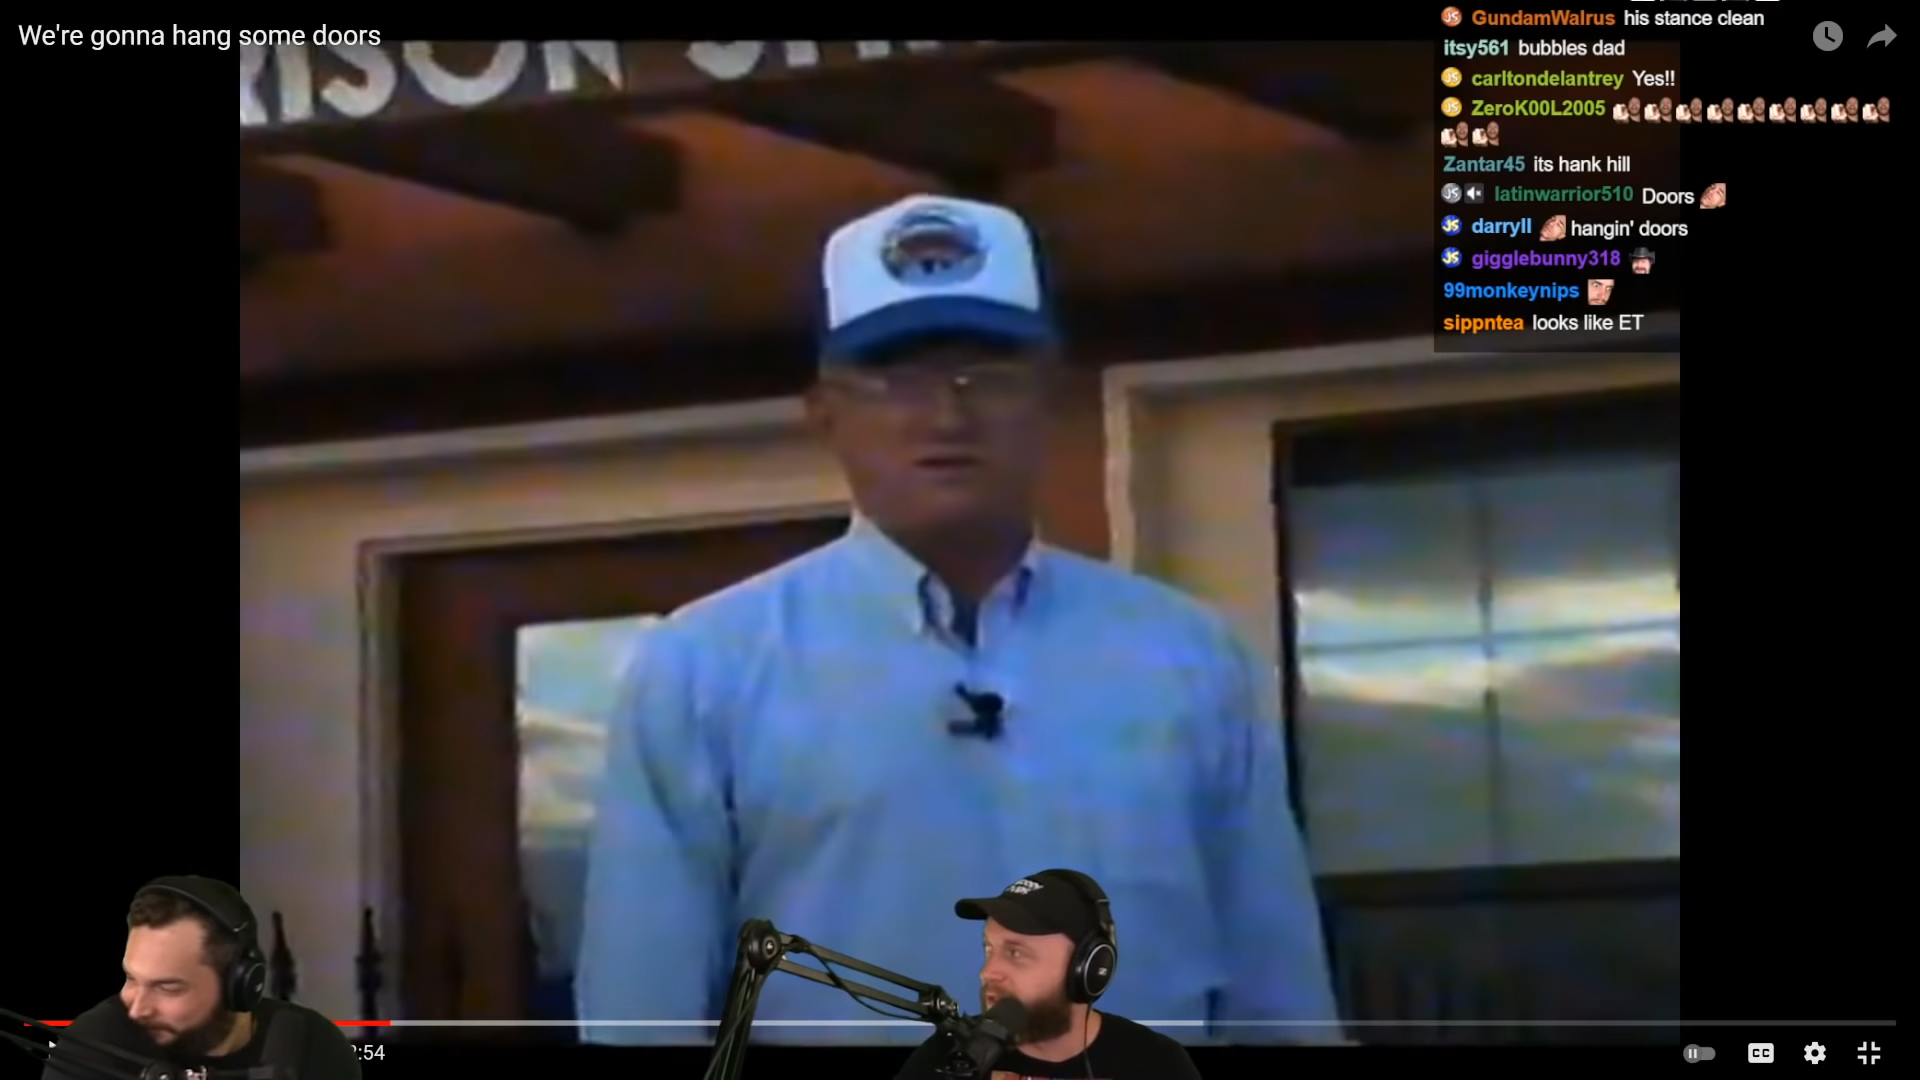 We're gonna hang some doors
GundamWalrus his stance clean
itsy561 bubbles dad
carltondelantrey Yes!!
ZeroK00L2005
Zantar45 its hank hill
latinwarrior510 Doors
darryll hangin' doors
gigglebunny318
99monkeynips
sippntea looks like ET
:54
CC